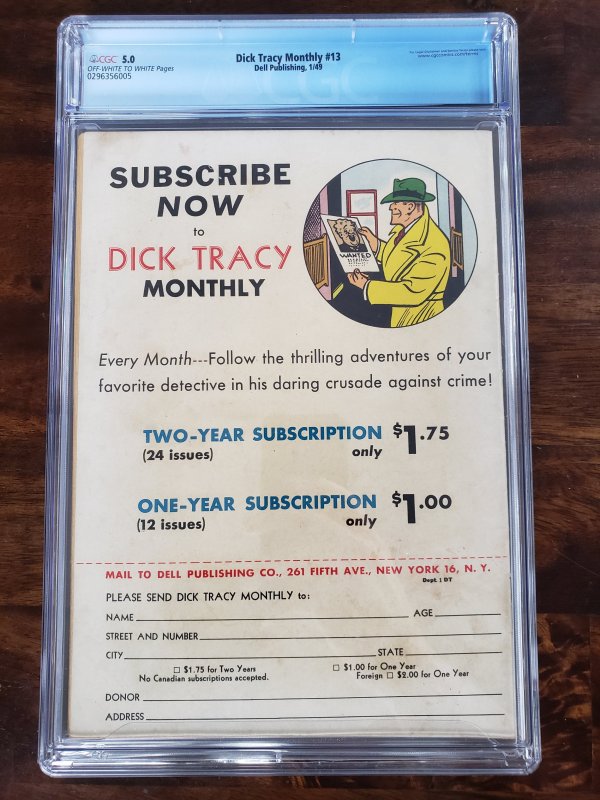 CGC 5.0
OFF-WHITE TO WHITE Pages
0296356005
Dick Tracy Monthly #13
Dell Publishing, 1/49
www.cgccomics.com/terms
SUBSCRIBE
NOW
to
DICK TRACY
MONTHLY
WANTED
Every Month---Follow the thrilling adventures of your
favorite detective in his daring crusade against crime!
TWO-YEAR SUBSCRIPTION $1.75
(24 issues) only
ONE-YEAR SUBSCRIPTION $1.00
(12 issues) only
MAIL TO DELL PUBLISHING CO., 261 FIFTH AVE., NEW YORK 16, N. Y.
Dept. 1 DT
PLEASE SEND DICK TRACY MONTHLY to:
NAME AGE
STREET AND NUMBER
CITY STATE
□ $1.75 for Two Years □ $1.00 for One Year
No Canadian subscriptions accepted. Foreign □ $2.00 for One Year
DONOR
ADDRESS